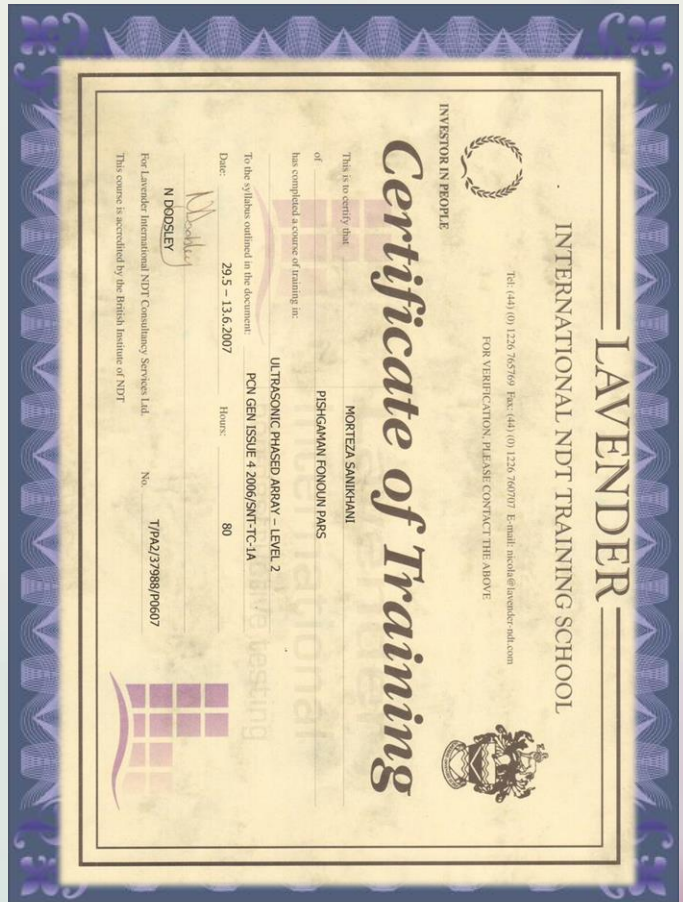 LAVENDER
INTERNATIONAL NDT TRAINING SCHOOL
Tel: (44) (0) 1226 765769 Fax: (44) (0) 1226 760707 E-mail: nicola@lavender-ndt.com
FOR VERIFICATION, PLEASE CONTACT THE ABOVE
INVESTOR IN PEOPLE
Certificate of Training
This is to certify that MORTEZA SANIKHANI
of PISHGAMAN FONOUN PARS
has completed a course of training in:
ULTRASONIC PHASED ARRAY – LEVEL 2
To the syllabus outlined in the document: PCN GEN ISSUE 4 2006/SNT-TC-1A
Date: 29.5 – 13.6.2007 Hours: 80
N DODSLEY
For Lavender International NDT Consultancy Services Ltd. No. T/PA2/37988/P0607
This course is accredited by the British Institute of NDT